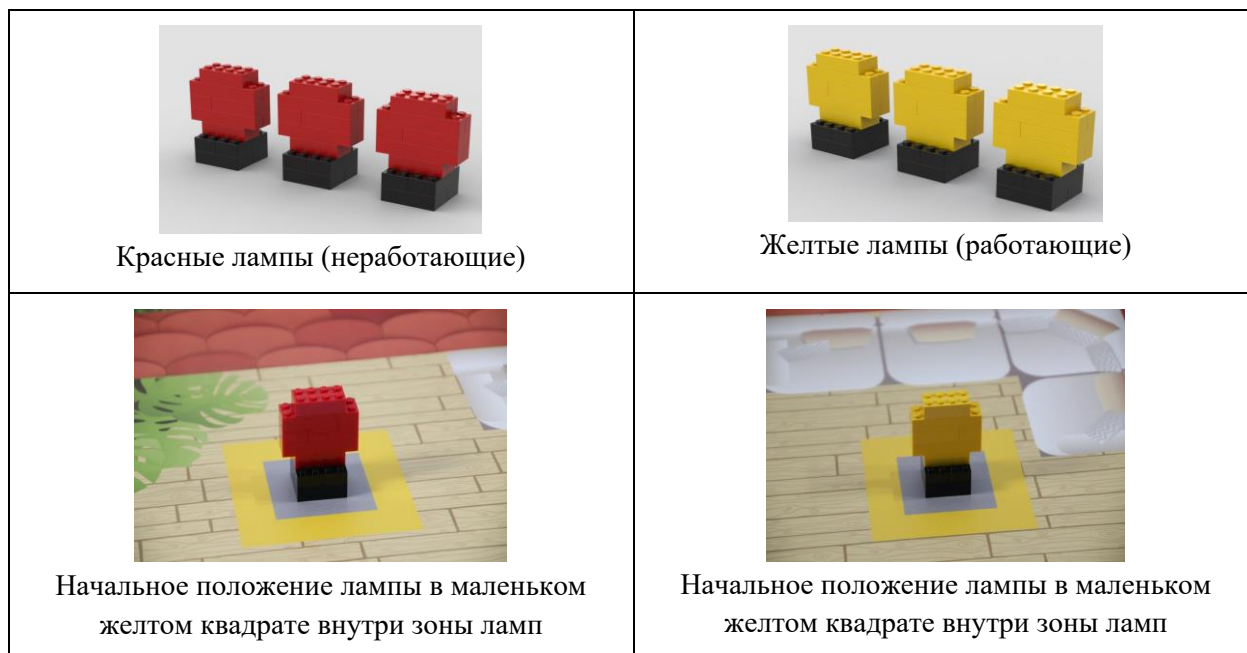 Красные лампы (неработающие)
Желтые лампы (работающие)
Начальное положение лампы в маленьком
желтом квадрате внутри зоны ламп
Начальное положение лампы в маленьком
желтом квадрате внутри зоны ламп